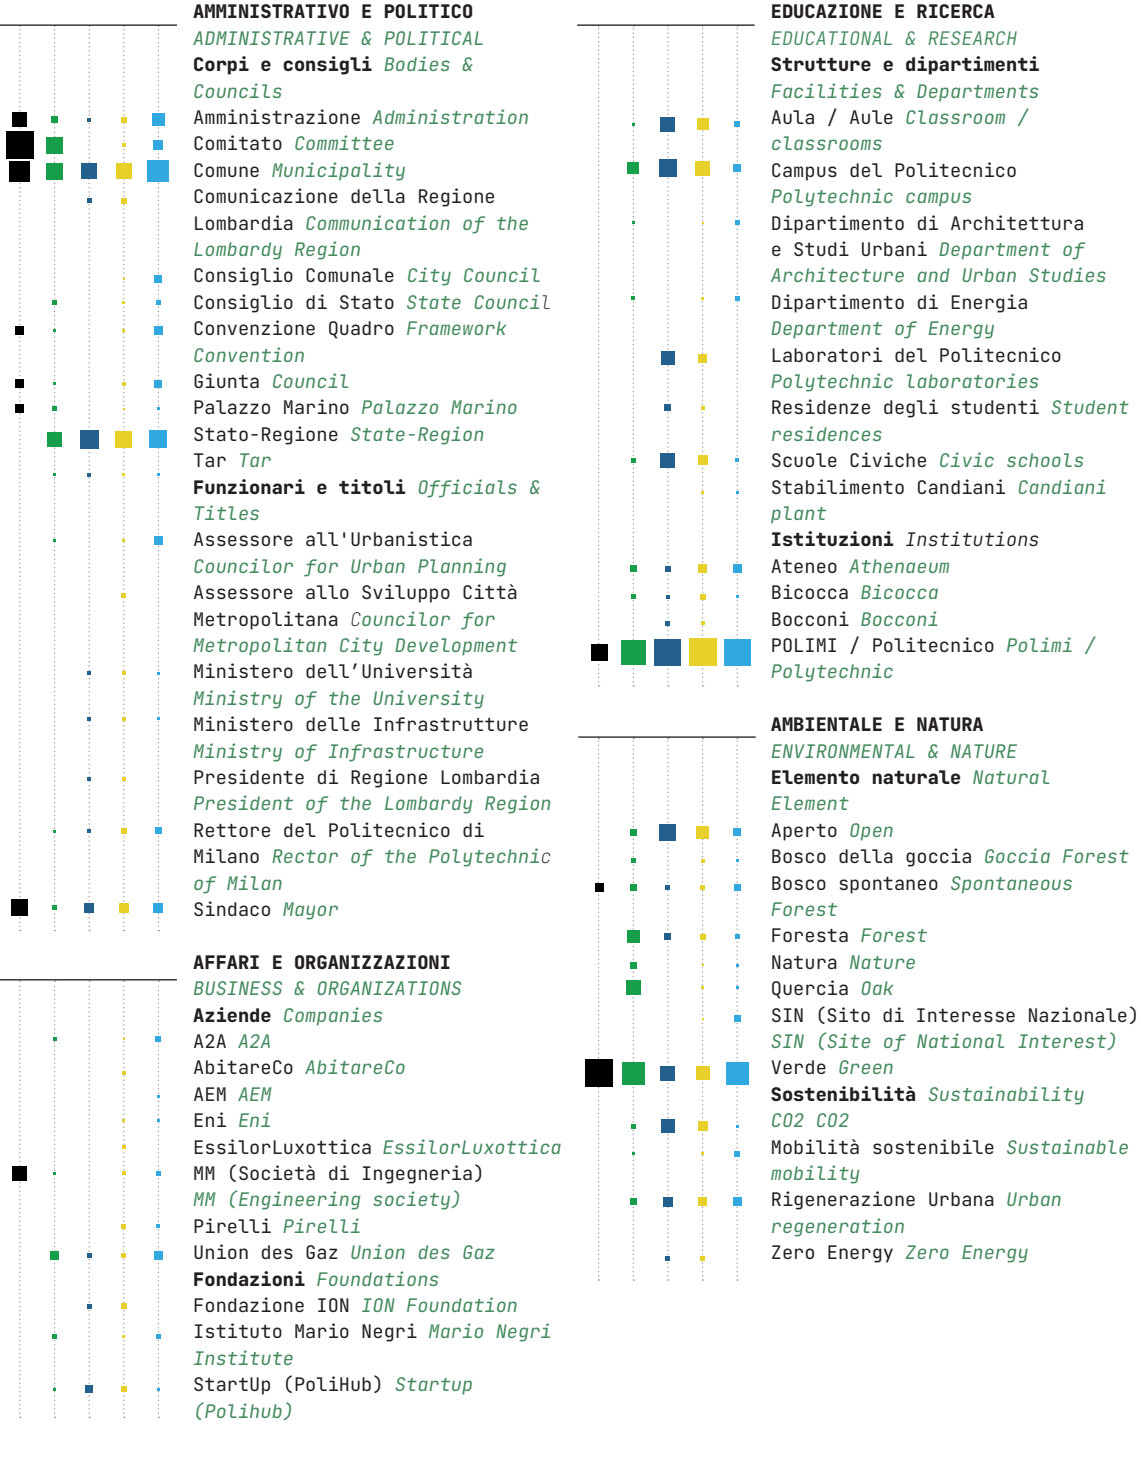 AMMINISTRATIVO E POLITICO
ADMINISTRATIVE & POLITICAL
Corpi e consigli Bodies &
Councils
Amministrazione Administration
Comitato Committee
Comune Municipality
Comunicazione della Regione
Lombardia Communication of the
Lombardy Region
Consiglio Comunale City Council
Consiglio di Stato State Council
Convenzione Quadro Framework
Convention
Giunta Council
Palazzo Marino Palazzo Marino
Stato-Regione State-Region
Tar Tar
Funzionari e titoli Officials &
Titles
Assessore all'Urbanistica
Councilor for Urban Planning
Assessore allo Sviluppo Città
Metropolitana Councilor for
Metropolitan City Development
Ministero dell’Università
Ministry of the University
Ministero delle Infrastrutture
Ministry of Infrastructure
Presidente di Regione Lombardia
President of the Lombardy Region
Rettore del Politecnico di
Milano Rector of the Polytechnic
of Milan
Sindaco Mayor
AFFARI E ORGANIZZAZIONI
BUSINESS & ORGANIZATIONS
Aziende Companies
A2A A2A
AbitareCo AbitareCo
AEM AEM
Eni Eni
EssilorLuxottica EssilorLuxottica
MM (Società di Ingegneria)
MM (Engineering society)
Pirelli Pirelli
Union des Gaz Union des Gaz
Fondazioni Foundations
Fondazione ION ION Foundation
Istituto Mario Negri Mario Negri
Institute
StartUp (PoliHub) Startup
(Polihub)
EDUCAZIONE E RICERCA
EDUCATIONAL & RESEARCH
Strutture e dipartimenti
Facilities & Departments
Aula / Aule Classroom /
classrooms
Campus del Politecnico
Polytechnic campus
Dipartimento di Architettura
e Studi Urbani Department of
Architecture and Urban Studies
Dipartimento di Energia
Department of Energy
Laboratori del Politecnico
Polytechnic laboratories
Residenze degli studenti Student
residences
Scuole Civiche Civic schools
Stabilimento Candiani Candiani
plant
Istituzioni Institutions
Ateneo Athenaeum
Bicocca Bicocca
Bocconi Bocconi
POLIMI / Politecnico Polimi /
Polytechnic
AMBIENTALE E NATURA
ENVIRONMENTAL & NATURE
Elemento naturale Natural
Element
Aperto Open
Bosco della goccia Goccia Forest
Bosco spontaneo Spontaneous
Forest
Foresta Forest
Natura Nature
Quercia Oak
SIN (Sito di Interesse Nazionale)
SIN (Site of National Interest)
Verde Green
Sostenibilità Sustainability
CO2 CO2
Mobilità sostenibile Sustainable
mobility
Rigenerazione Urbana Urban
regeneration
Zero Energy Zero Energy